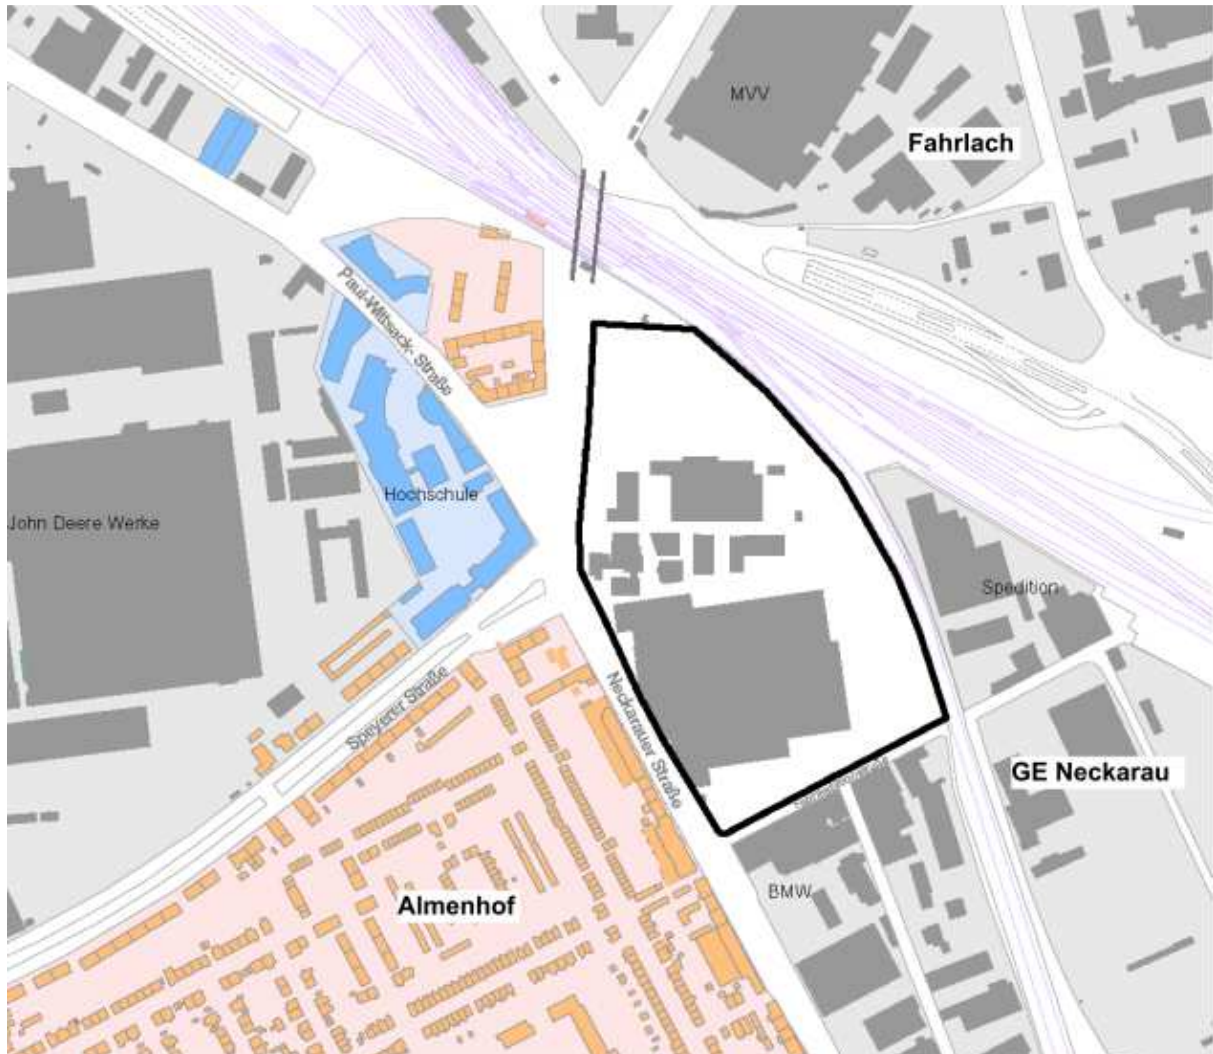 MVV
Fahrlach
Paul-Wittsack-Straße
Hochschule
John Deere Werke
Spedition
Speyerer Straße
Neckarauer Straße
GE Neckarau
BMW
Almenhof